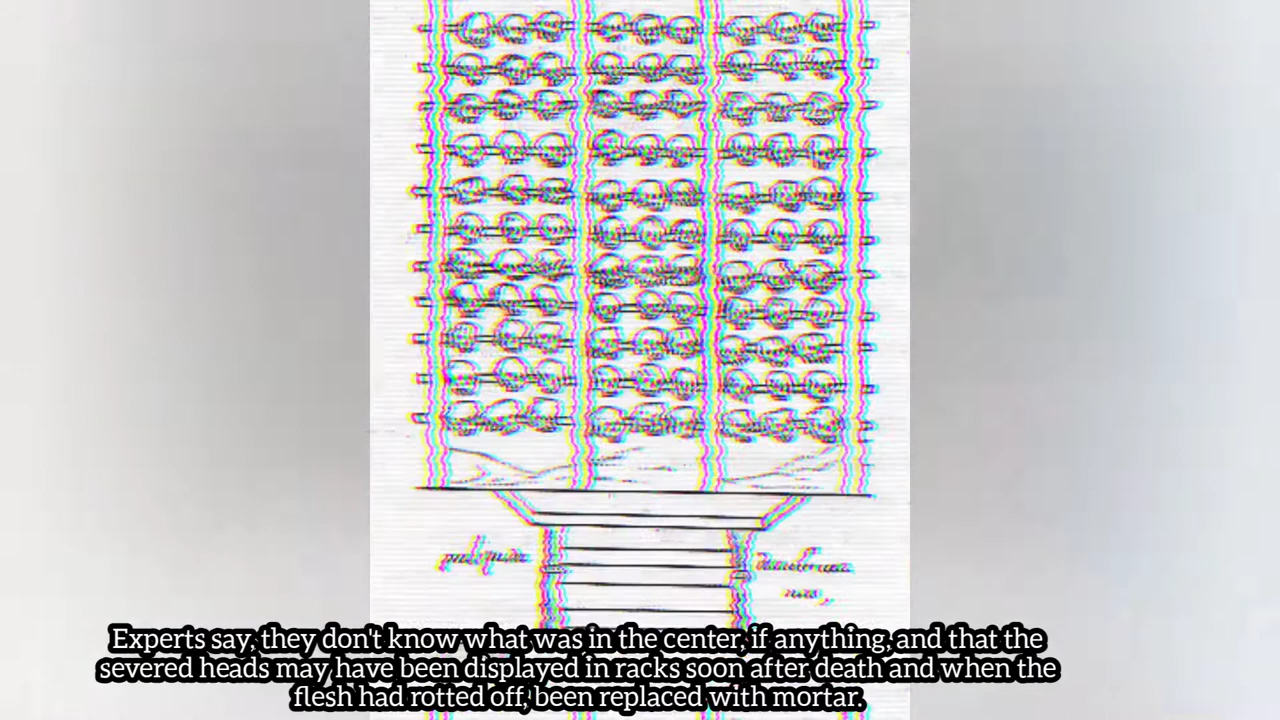 Experts say, they don't know what was in the center, if anything, and that the
severed heads may have been displayed in racks soon after death and when the
flesh had rotted off, been replaced with mortar.